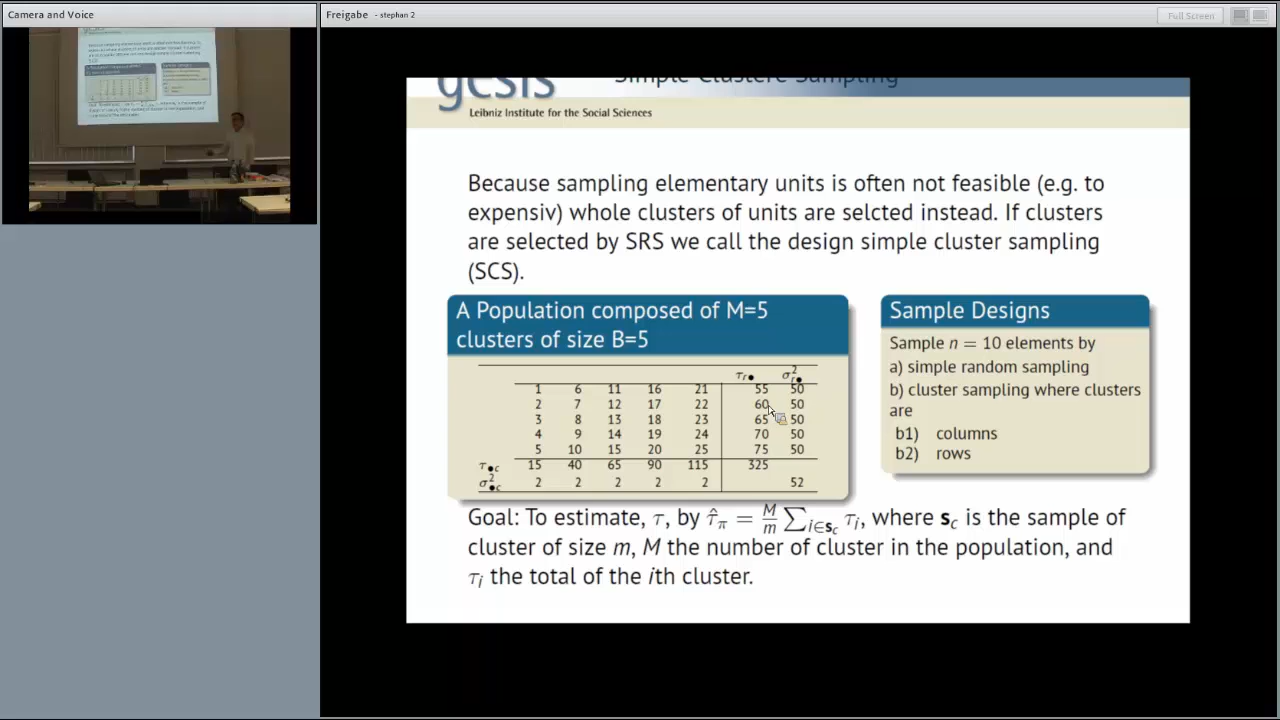 Camera and Voice
Freigabe - stephan 2
Full Screen
gesis Simple Clustere Sampling
Leibniz Institute for the Social Sciences
Because sampling elementary units is often not feasible (e.g. to
expensiv) whole clusters of units are selcted instead. If clusters
are selected by SRS we call the design simple cluster sampling
(SCS).
A Population composed of M=5
clusters of size B=5
τr● σ²r●
1 6 11 16 21 55 50
2 7 12 17 22 60 50
3 8 13 18 23 65 50
4 9 14 19 24 70 50
5 10 15 20 25 75 50
τ●c 15 40 65 90 115 325
σ²●c 2 2 2 2 2 52
Sample Designs
Sample n = 10 elements by
a) simple random sampling
b) cluster sampling where clusters
are
b1) columns
b2) rows
Goal: To estimate, τ, by τ̂π = M/m ∑i∈sc τi, where sc is the sample of
cluster of size m, M the number of cluster in the population, and
τi the total of the ith cluster.